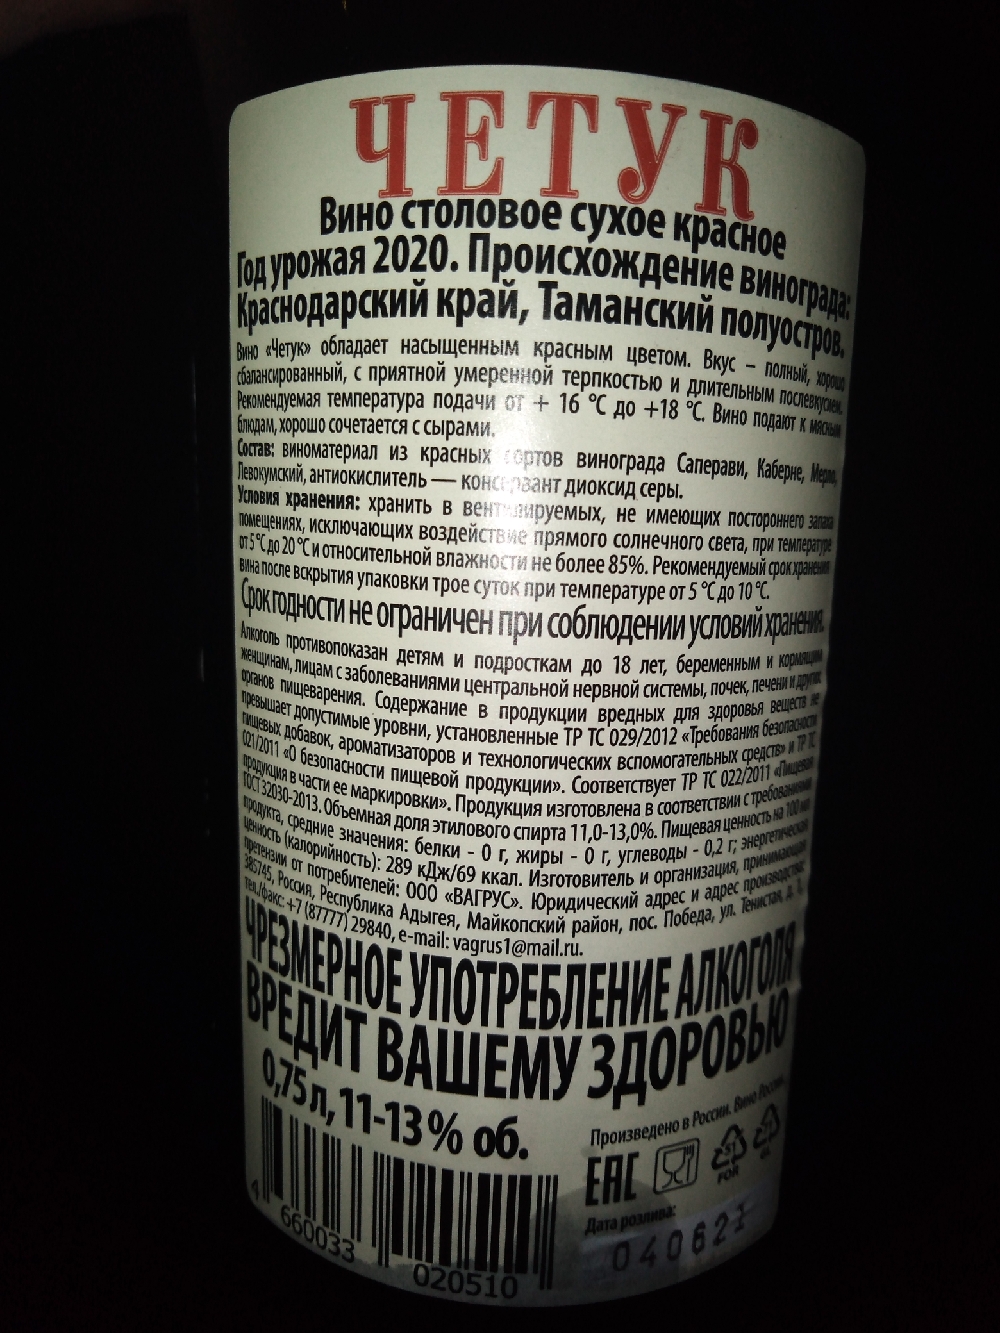 ЧЕТУК
Вино столовое сухое красное
Год урожая 2020. Происхождение винограда:
Краснодарский край, Таманский полуостров.
Вино «Четук» обладает насыщенным красным цветом. Вкус – полный, хорошо
сбалансированный, с приятной умеренной терпкостью и длительным послевкусием.
Рекомендуемая температура подачи от + 16 °C до +18 °C. Вино подают к мясным
блюдам, хорошо сочетается с сырами.
Состав: виноматериал из красных сортов винограда Саперави, Каберне, Мерло,
Левокумский, антиокислитель — консервант диоксид серы.
Условия хранения: хранить в вентилируемых, не имеющих постороннего запаха
помещениях, исключающих воздействие прямого солнечного света, при температуре
от 5 °C до 20 °C и относительной влажности не более 85%. Рекомендуемый срок хранения
вина после вскрытия упаковки трое суток при температуре от 5 °C до 10 °C.
Срок годности не ограничен при соблюдении условий хранения.
Алкоголь противопоказан детям и подросткам до 18 лет, беременным и кормящим
женщинам, лицам с заболеваниями центральной нервной системы, почек, печени и других
органов пищеварения. Содержание в продукции вредных для здоровья веществ не
превышает допустимые уровни, установленные ТР ТС 029/2012 «Требования безопасности
пищевых добавок, ароматизаторов и технологических вспомогательных средств» и ТР ТС
021/2011 «О безопасности пищевой продукции». Соответствует ТР ТС 022/2011 «Пищевая
продукция в части ее маркировки». Продукция изготовлена в соответствии с требованиями
ГОСТ 32030-2013. Объемная доля этилового спирта 11,0-13,0%. Пищевая ценность на 100 мл
продукта, средние значения: белки - 0 г, жиры - 0 г, углеводы - 0,2 г; энергетическая
ценность (калорийность): 289 кДж/69 ккал. Изготовитель и организация, принимающая
претензии от потребителей: ООО «ВАГРУС». Юридический адрес и адрес производства:
385745, Россия, Республика Адыгея, Майкопский район, пос. Победа, ул. Тенистая, д.
тел./факс: +7 (87777) 29840, e-mail: vagrus1@mail.ru.
ЧРЕЗМЕРНОЕ УПОТРЕБЛЕНИЕ АЛКОГОЛЯ
ВРЕДИТ ВАШЕМУ ЗДОРОВЬЮ
0,75 л, 11-13 % об.
Произведено в России. Вино России.
EAC
51
FOR
71
GL
Дата розлива:
040621
4 660033 020510